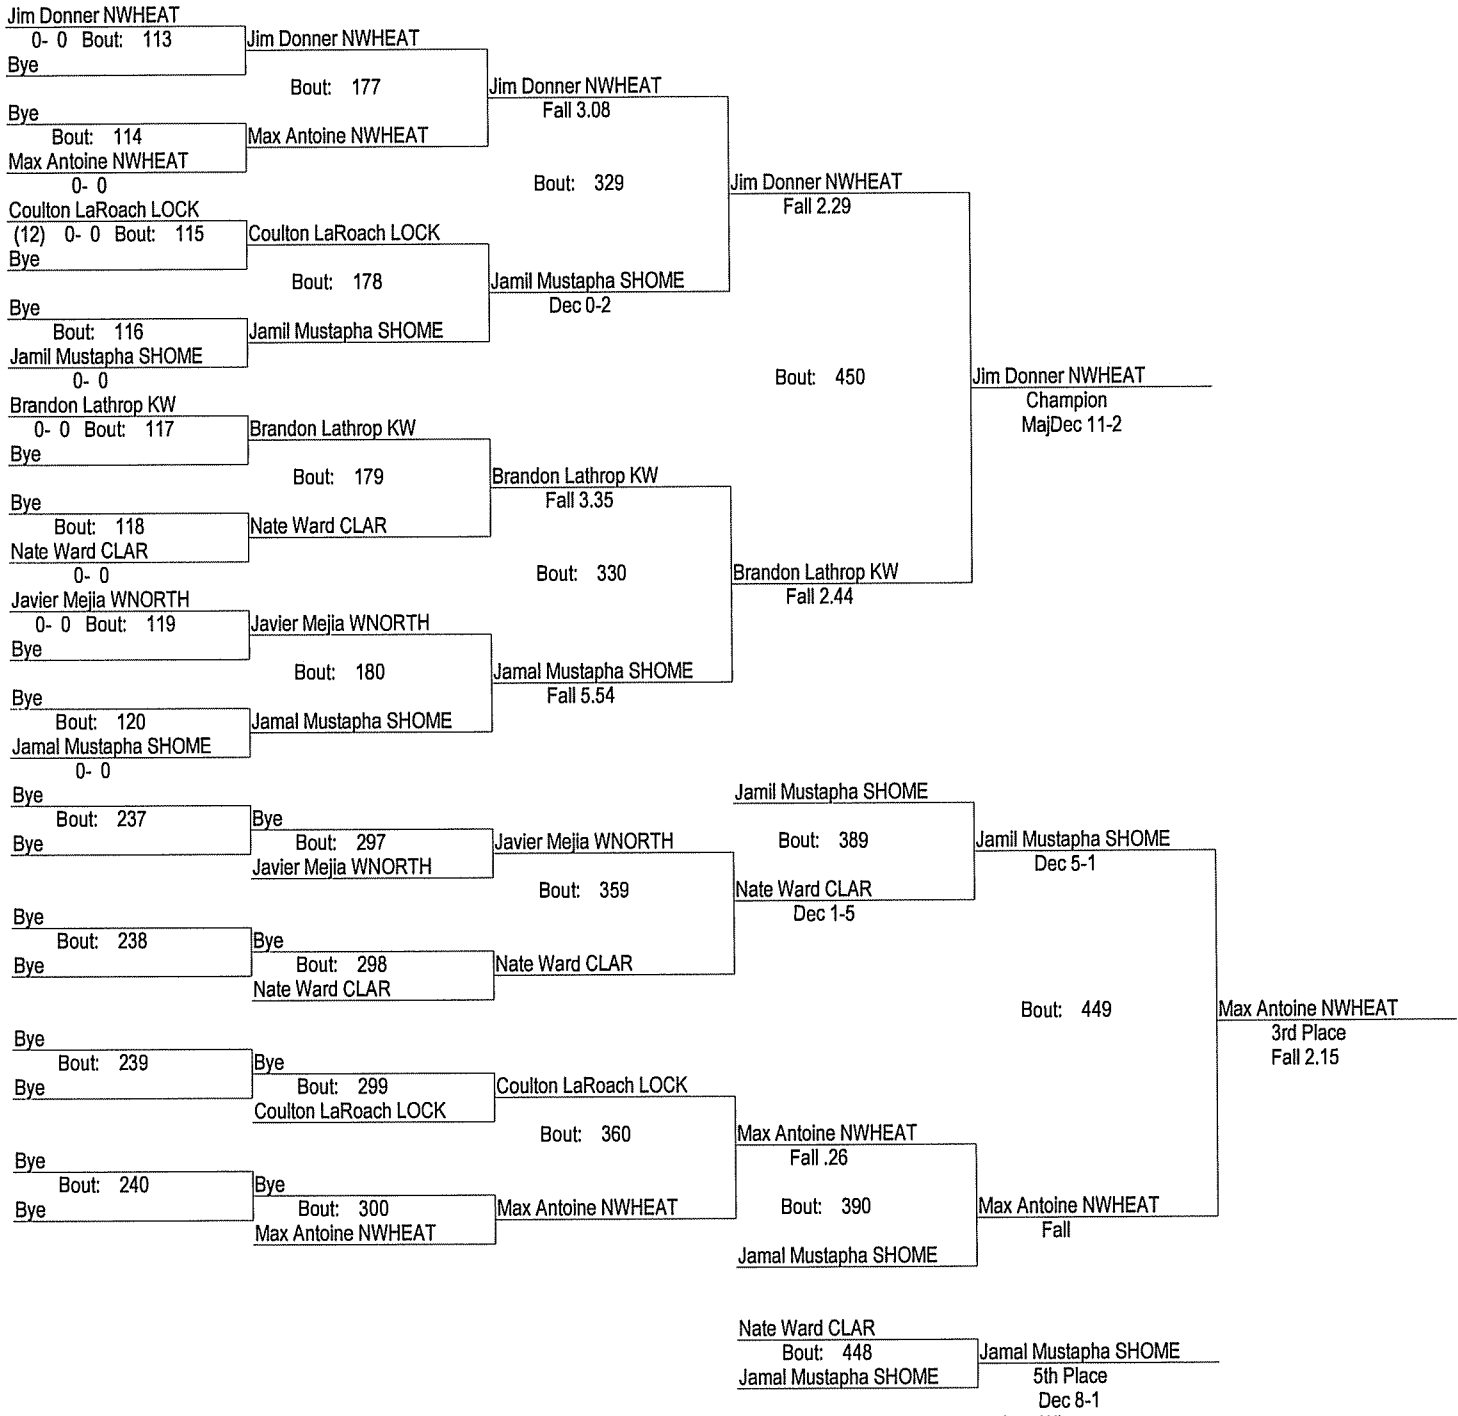 Jim Donner NWHEAT
0- 0 Bout: 113
Bye
Bye
Bout: 114
Max Antoine NWHEAT
0- 0
Coulton LaRoach LOCK
(12) 0- 0 Bout: 115
Bye
Bye
Bout: 116
Jamil Mustapha SHOME
0- 0
Brandon Lathrop KW
0- 0 Bout: 117
Bye
Bye
Bout: 118
Nate Ward CLAR
0- 0
Javier Mejia WNORTH
0- 0 Bout: 119
Bye
Bye
Bout: 120
Jamal Mustapha SHOME
0- 0
Jim Donner NWHEAT
Bout: 177
Max Antoine NWHEAT
Coulton LaRoach LOCK
Bout: 178
Jamil Mustapha SHOME
Brandon Lathrop KW
Bout: 179
Nate Ward CLAR
Javier Mejia WNORTH
Bout: 180
Jamal Mustapha SHOME
Jim Donner NWHEAT
Fall 3.08
Bout: 329
Jamil Mustapha SHOME
Dec 0-2
Brandon Lathrop KW
Fall 3.35
Bout: 330
Jamal Mustapha SHOME
Fall 5.54
Jim Donner NWHEAT
Fall 2.29
Bout: 450
Brandon Lathrop KW
Fall 2.44
Jim Donner NWHEAT
Champion
MajDec 11-2
Bye
Bout: 237
Bye
Bye
Bout: 238
Bye
Bye
Bout: 239
Bye
Bye
Bout: 240
Bye
Bye
Bout: 297
Javier Mejia WNORTH
Bye
Bout: 298
Nate Ward CLAR
Bye
Bout: 299
Coulton LaRoach LOCK
Bye
Bout: 300
Max Antoine NWHEAT
Javier Mejia WNORTH
Bout: 359
Nate Ward CLAR
Coulton LaRoach LOCK
Bout: 360
Max Antoine NWHEAT
Jamil Mustapha SHOME
Bout: 389
Nate Ward CLAR
Dec 1-5
Max Antoine NWHEAT
Fall .26
Bout: 390
Jamal Mustapha SHOME
Jamil Mustapha SHOME
Dec 5-1
Bout: 449
Max Antoine NWHEAT
Fall
Max Antoine NWHEAT
3rd Place
Fall 2.15
Nate Ward CLAR
Bout: 448
Jamal Mustapha SHOME
Jamal Mustapha SHOME
5th Place
Dec 8-1